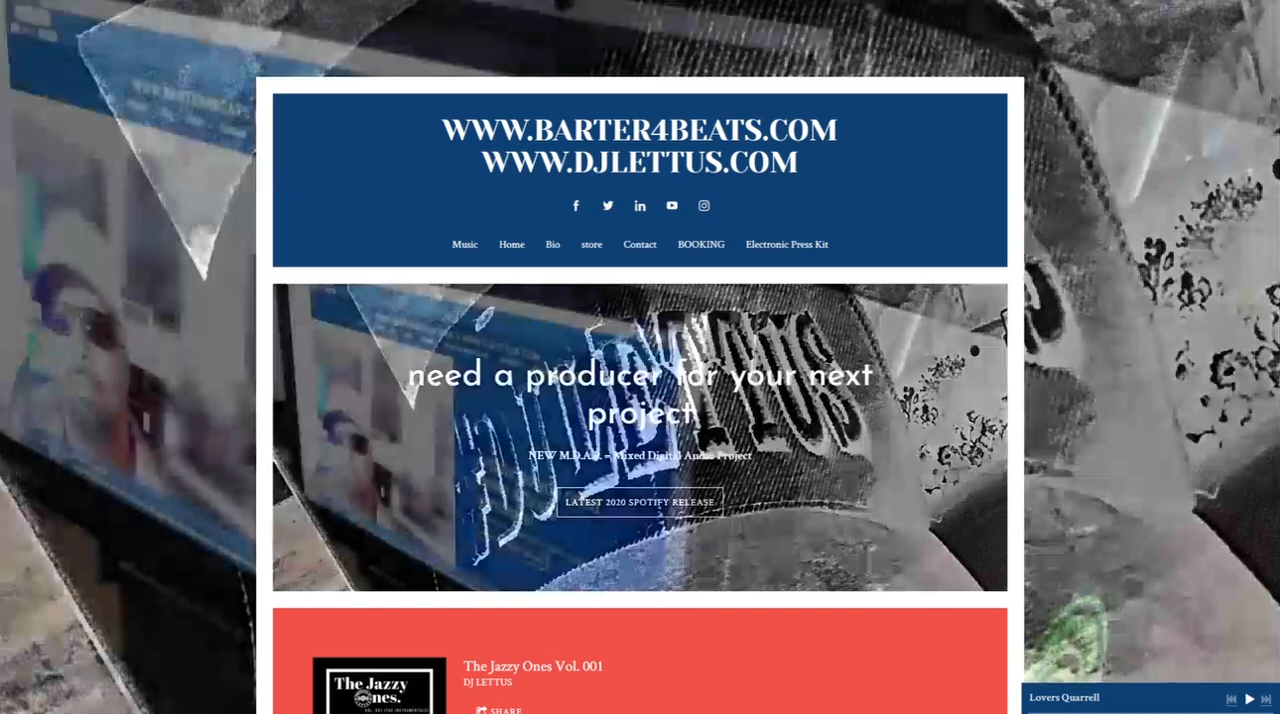 WWW.BARTER4BEATS.COM
WWW.DJLETTUS.COM
Music Home Bio store Contact BOOKING Electronic Press Kit
need a producer for your next
project
NEW M.D.A.P. – Mixed Digital Audio Project
LATEST 2020 SPOTIFY RELEASE
The Jazzy Ones Vol. 001
DJ LETTUS
SHARE
The Jazzy
Ones.
Lovers Quarrell